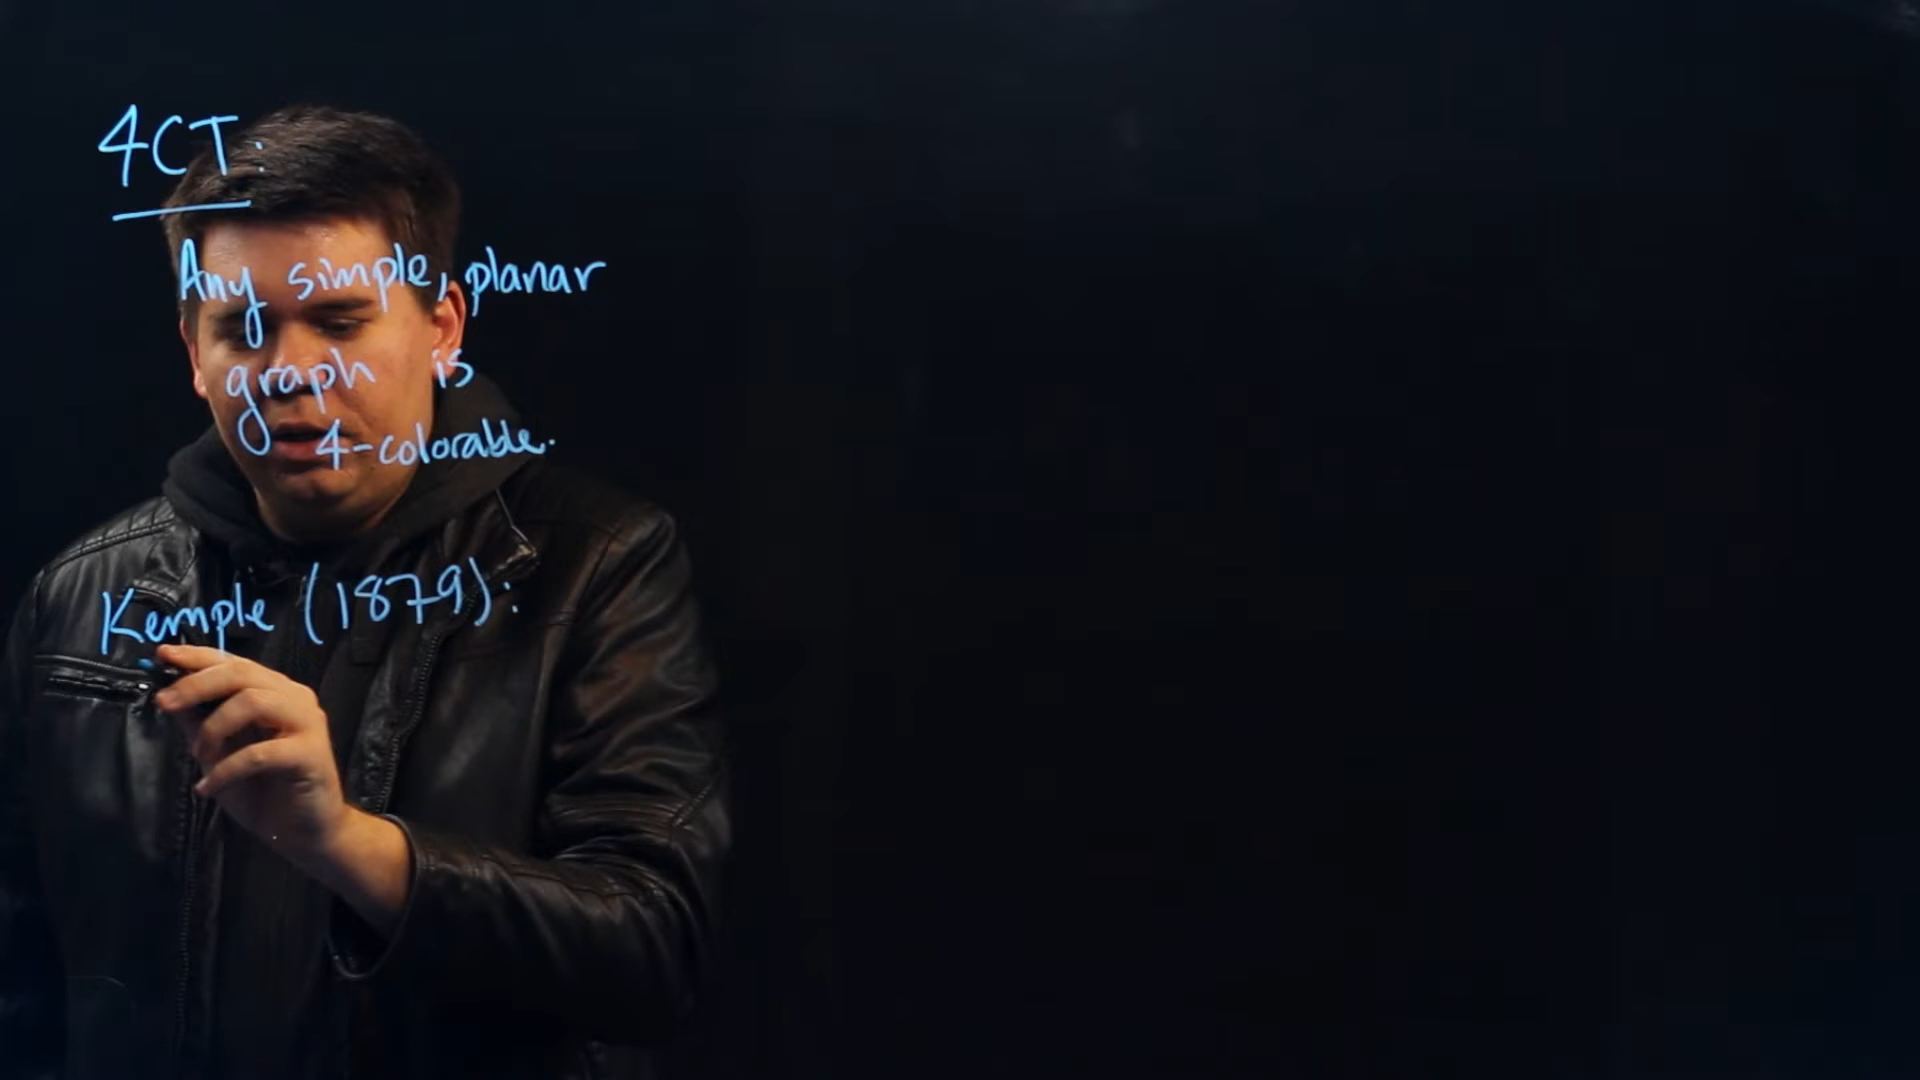 4CT:
Any simple, planar
graph is
4-colorable.
Kemple (1879):